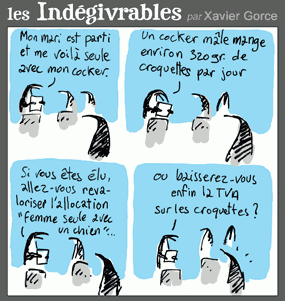 les Indégivrables par Xavier Gorce
Mon mari est parti
et me voilà seule
avec mon cocker.
Un cocker mâle mange
environ 320gr. de
croquettes par jour
Si vous êtes élu,
allez-vous reva-
loriser l'allocation
"femme seule avec
un chien"...
ou baisserez-vous
enfin la TVA
sur les croquettes ?